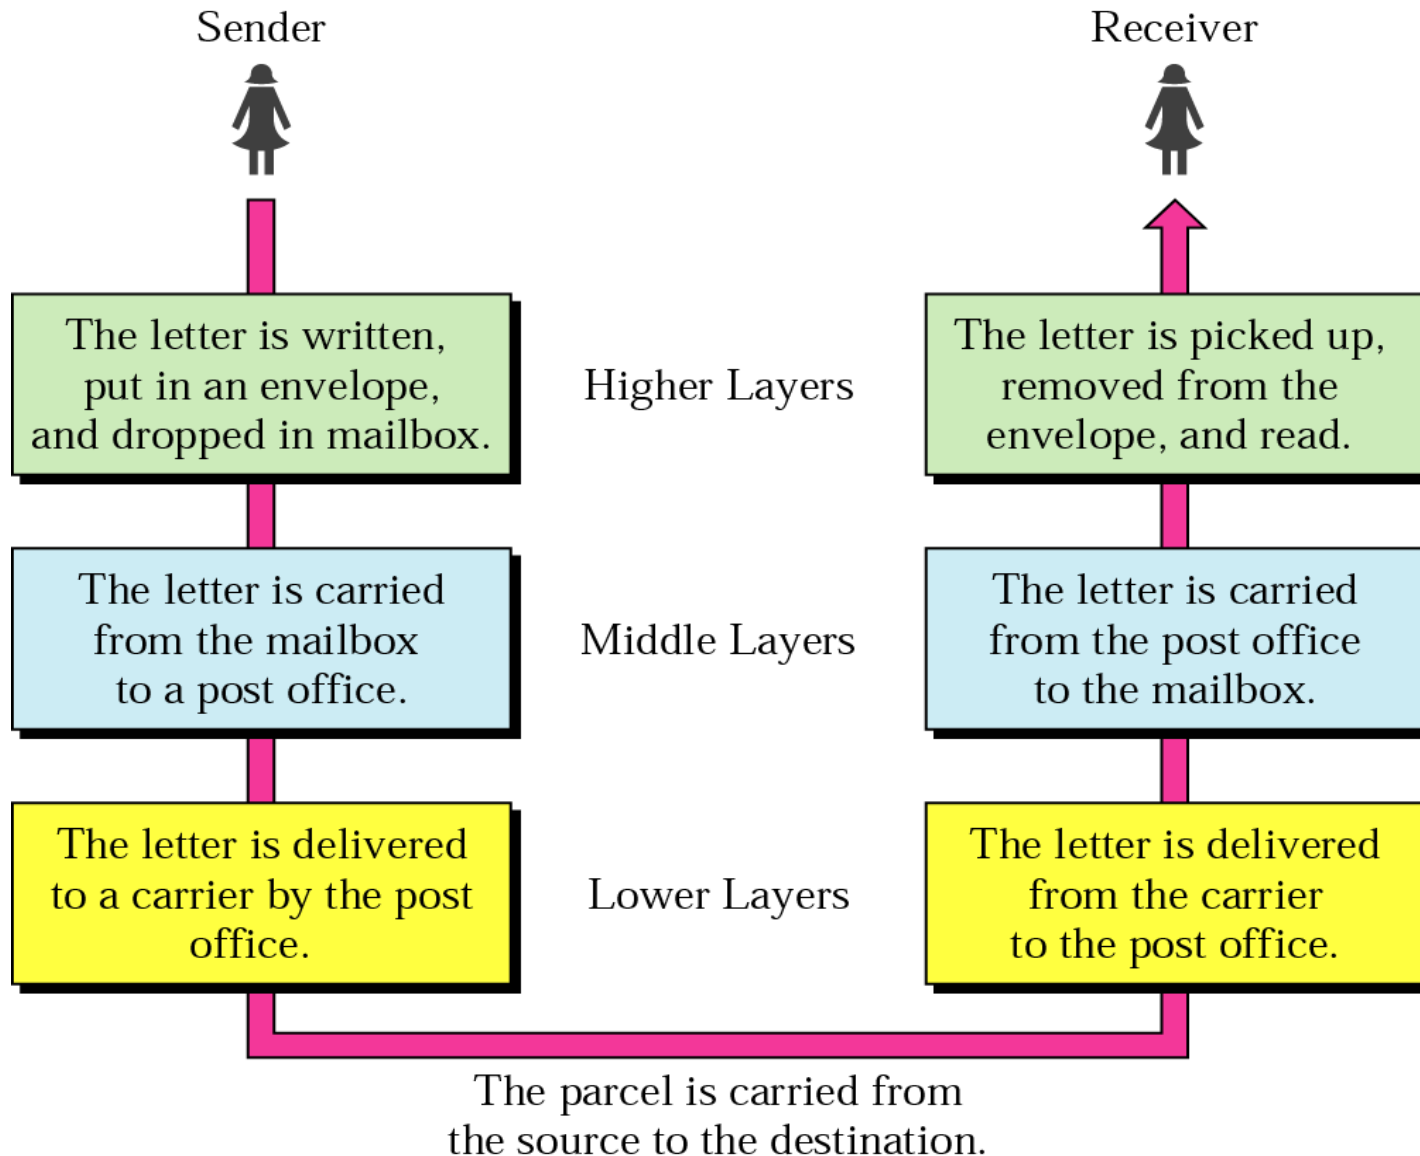 Sender
Receiver
The letter is written,
put in an envelope,
and dropped in mailbox.
Higher Layers
The letter is picked up,
removed from the
envelope, and read.
The letter is carried
from the mailbox
to a post office.
Middle Layers
The letter is carried
from the post office
to the mailbox.
The letter is delivered
to a carrier by the post
office.
Lower Layers
The letter is delivered
from the carrier
to the post office.
The parcel is carried from
the source to the destination.